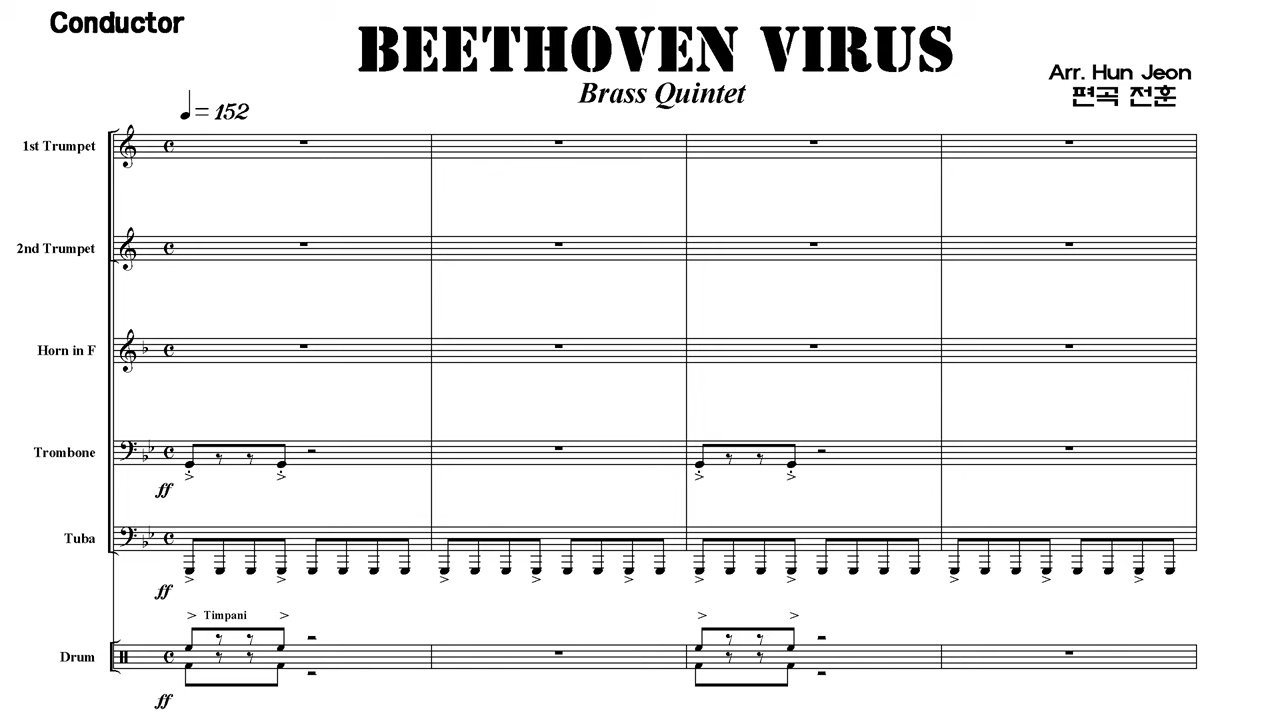 Conductor
BEETHOVEN VIRUS
Brass Quintet
Arr. Hun Jeon
편곡 전훈
♩ = 152
1st Trumpet
2nd Trumpet
Horn in F
Trombone
ff
Tuba
ff
Timpani
Drum
ff